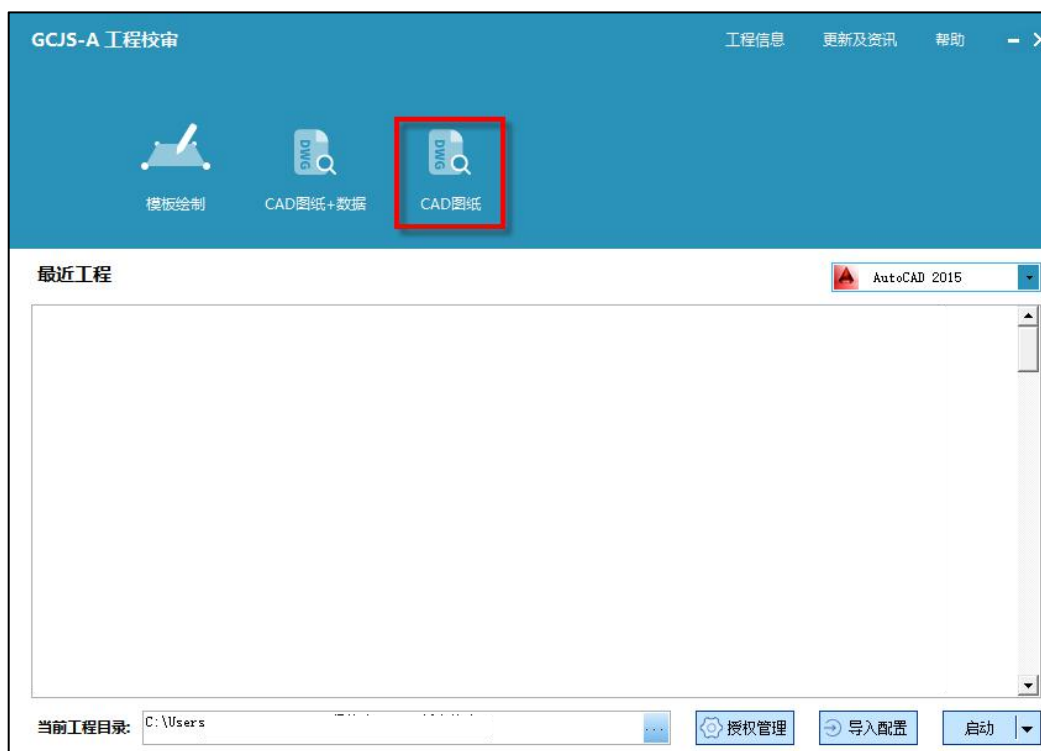 GCJS-A 工程校审
工程信息 更新及资讯 帮助
DWG DWG
模板绘制 CAD图纸+数据 CAD图纸
最近工程
AutoCAD 2015
当前工程目录: C:\Users ... 授权管理 导入配置 启动